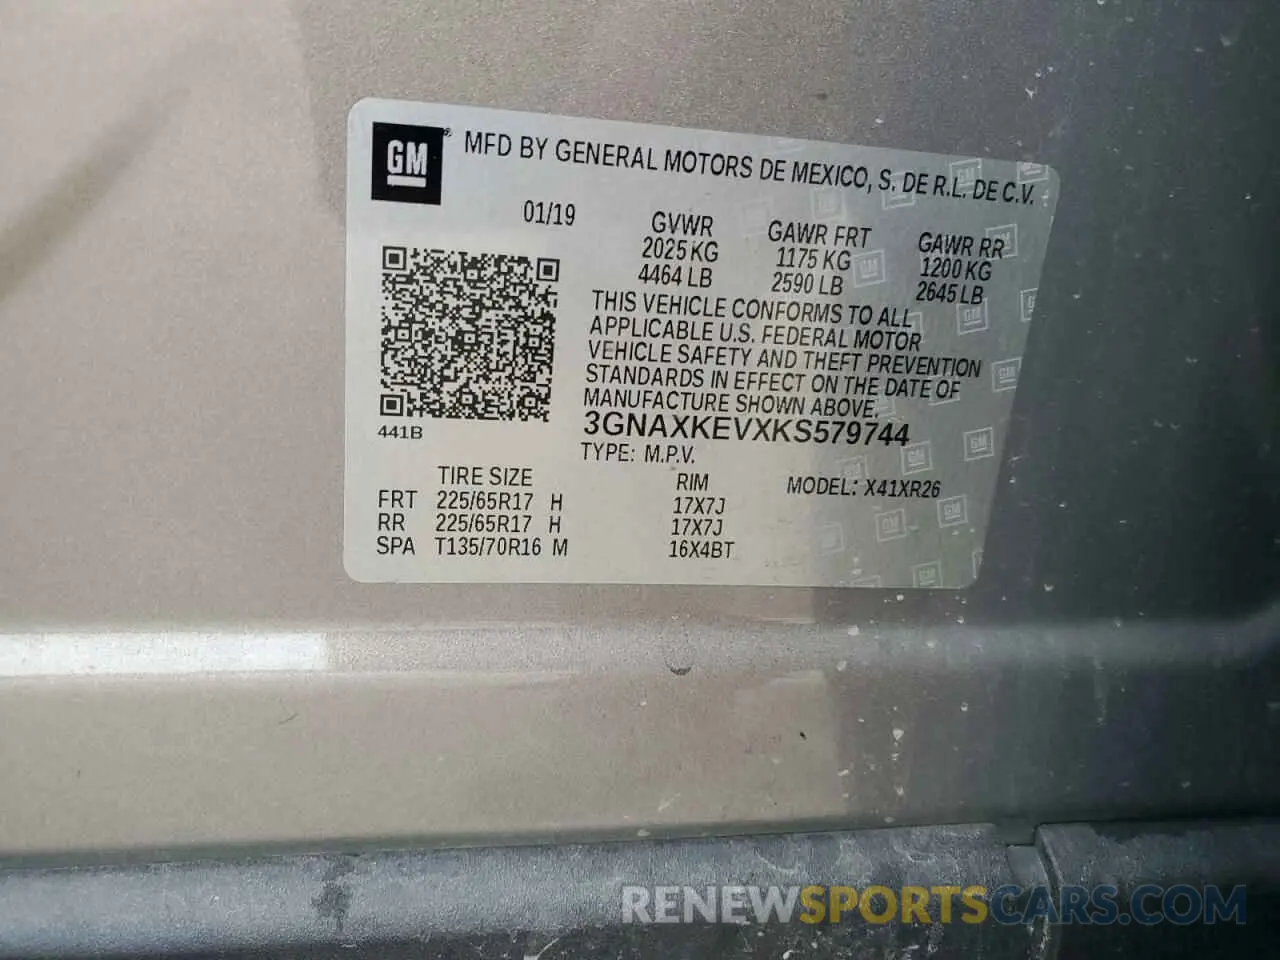 GM MFD BY GENERAL MOTORS DE MEXICO, S. DE R.L. DE C.V.
01/19 GVWR GAWR FRT GAWR RR
2025 KG 1175 KG 1200 KG
4464 LB 2590 LB 2645 LB
THIS VEHICLE CONFORMS TO ALL
APPLICABLE U.S. FEDERAL MOTOR
VEHICLE SAFETY AND THEFT PREVENTION
STANDARDS IN EFFECT ON THE DATE OF
MANUFACTURE SHOWN ABOVE.
441B
3GNAXKEVXKS579744
TYPE: M.P.V.
TIRE SIZE RIM MODEL: X41XR26
FRT 225/65R17 H 17X7J
RR 225/65R17 H 17X7J
SPA T135/70R16 M 16X4BT
RENEWSPORTSCARS.COM